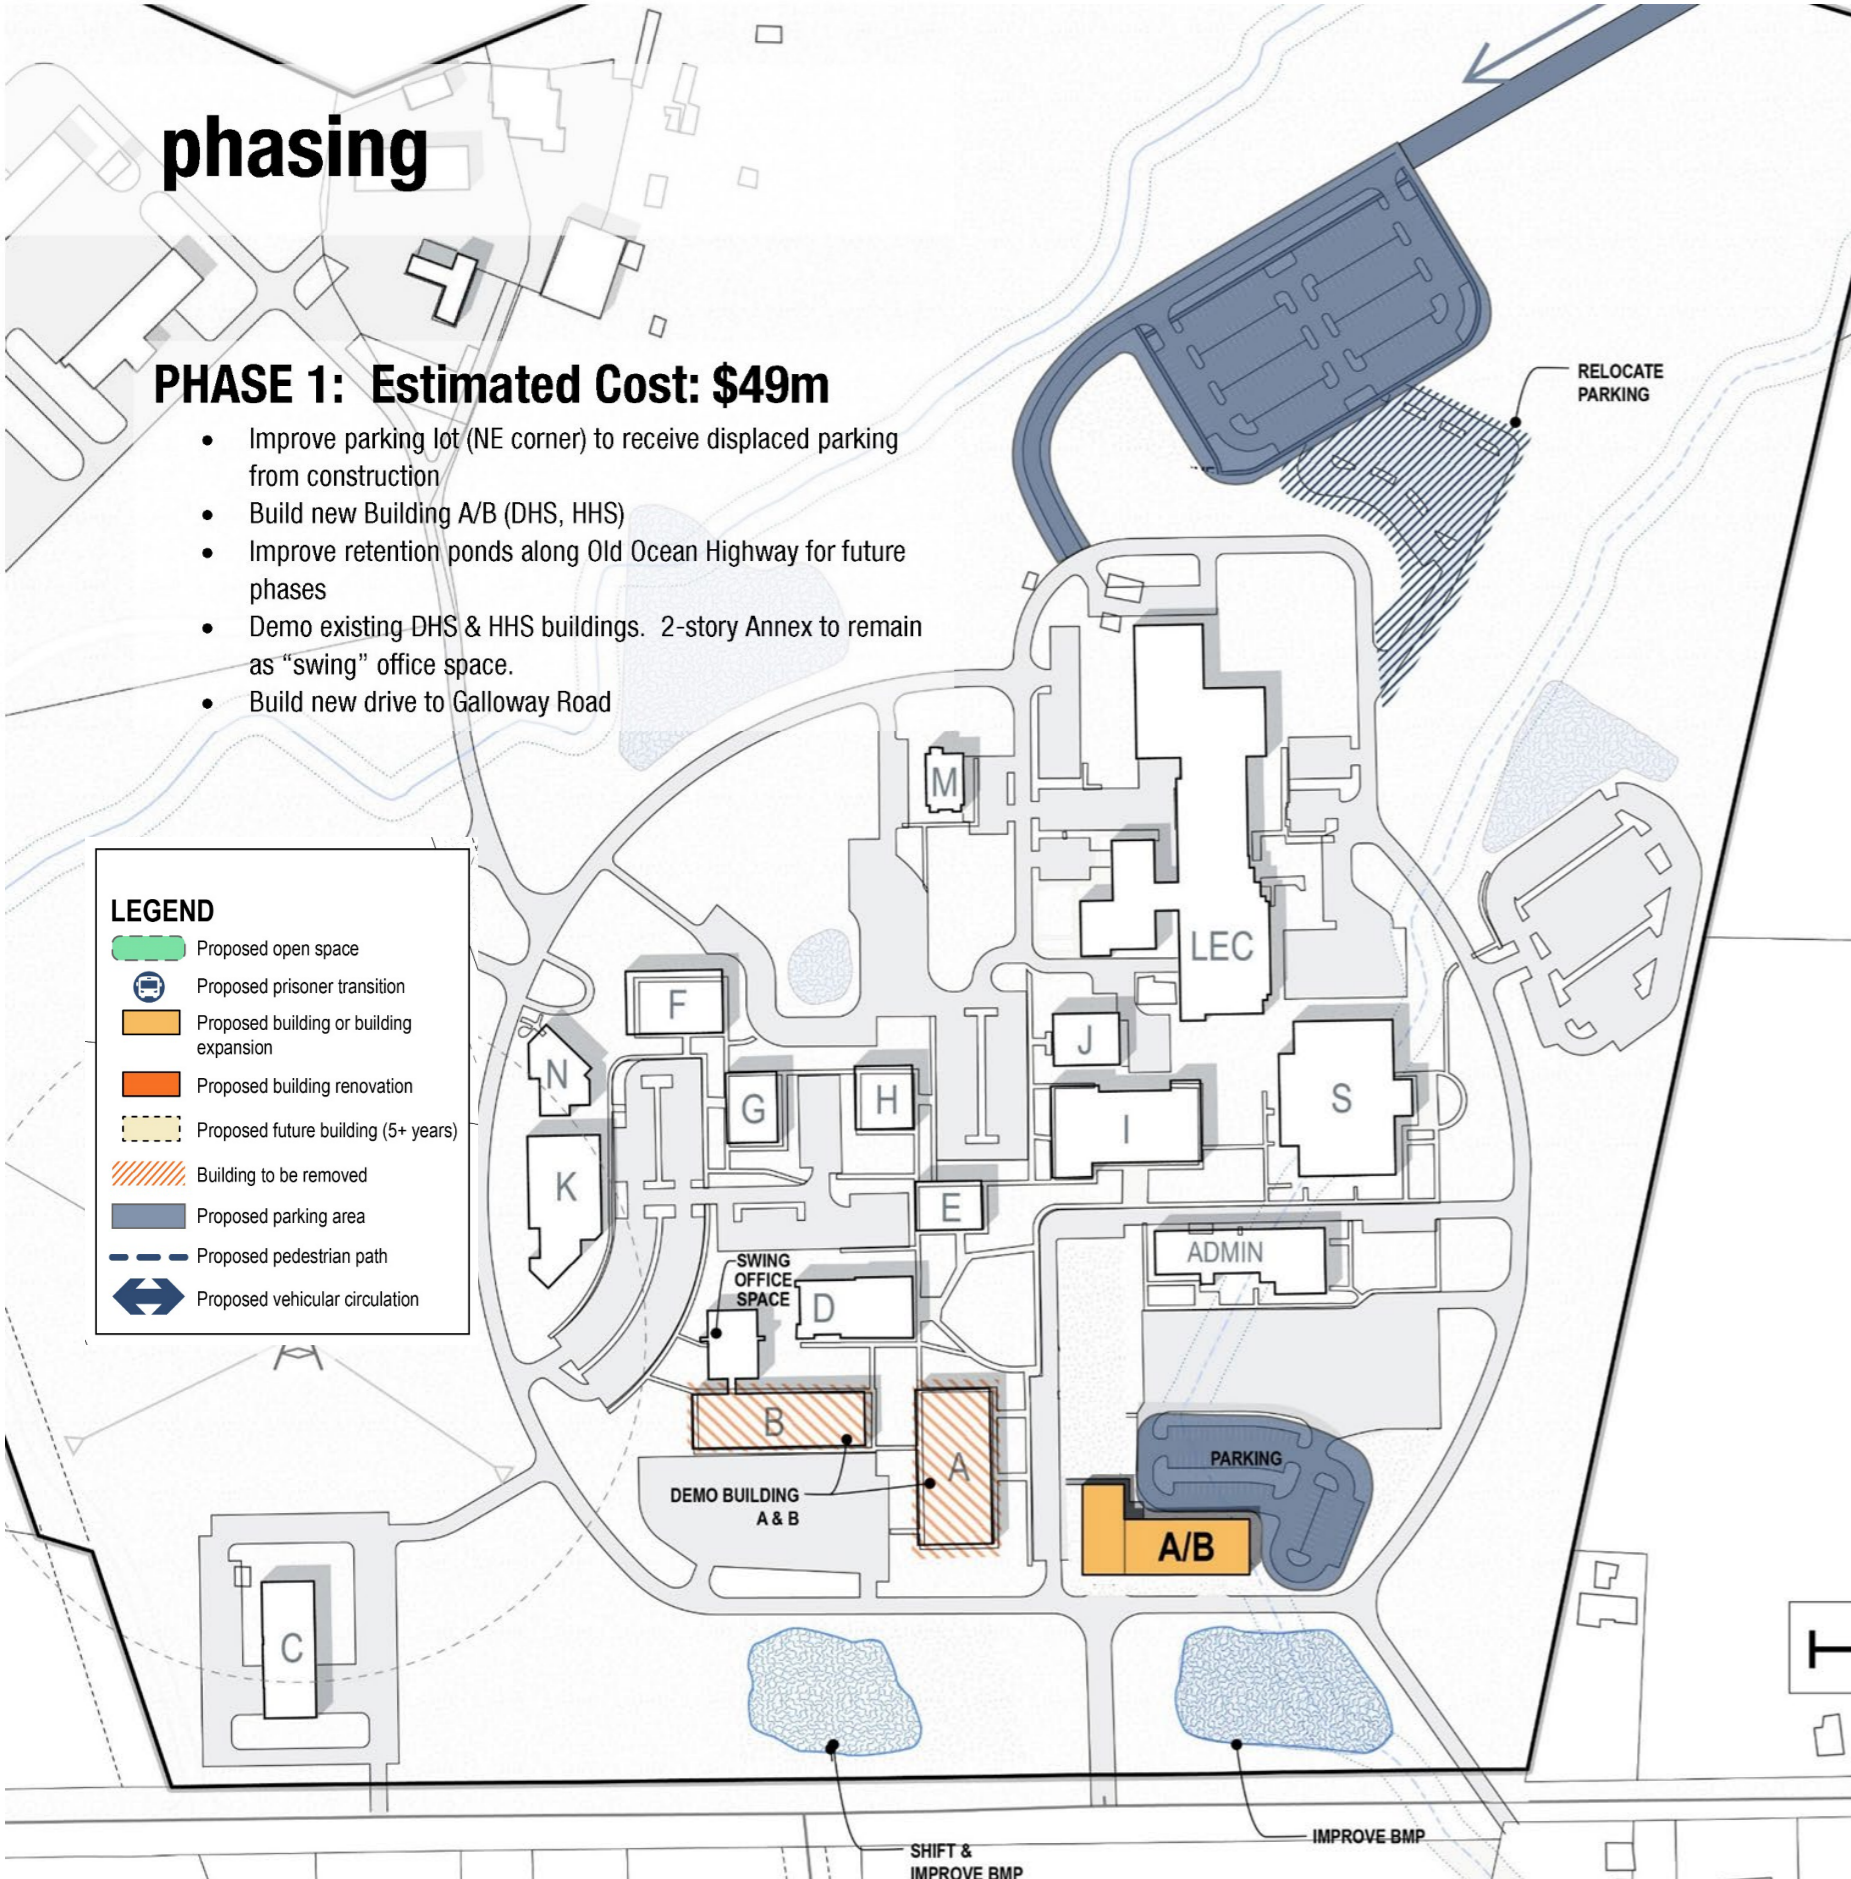 phasing
PHASE 1:  Estimated Cost: $49m
• Improve parking lot (NE corner) to receive displaced parking
from construction
• Build new Building A/B (DHS, HHS)
• Improve retention ponds along Old Ocean Highway for future
phases
• Demo existing DHS & HHS buildings.  2-story Annex to remain
as “swing” office space.
• Build new drive to Galloway Road
RELOCATE
PARKING
LEGEND
Proposed open space
Proposed prisoner transition
Proposed building or building
expansion
Proposed building renovation
Proposed future building (5+ years)
Building to be removed
Proposed parking area
Proposed pedestrian path
Proposed vehicular circulation
M
LEC
F
J
N
G
H
S
I
K
E
ADMIN
SWING
OFFICE
SPACE
D
B
A
PARKING
DEMO BUILDING
A & B
A/B
C
T
IMPROVE BMP
SHIFT &
IMPROVE BMP